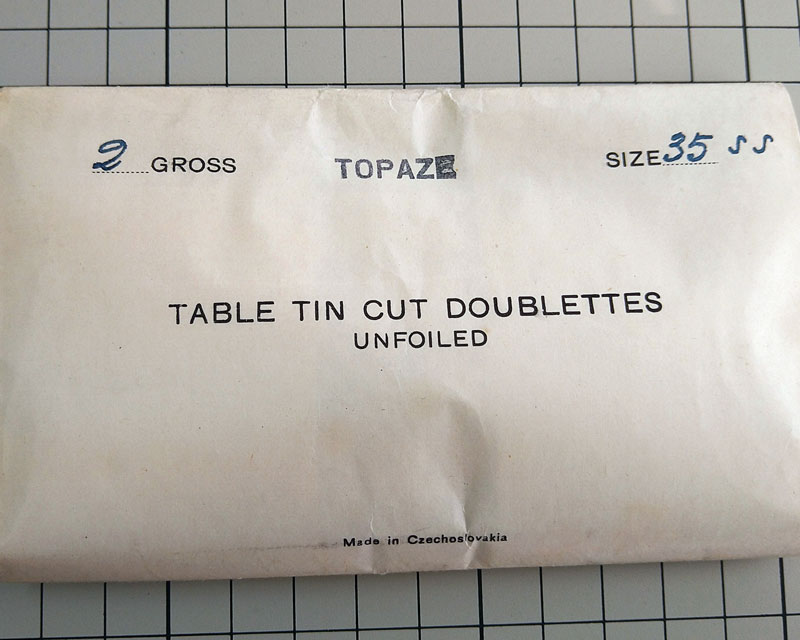 2 GROSS TOPAZE SIZE 35 SS
TABLE TIN CUT DOUBLETTES
UNFOILED
Made in Czechoslovakia